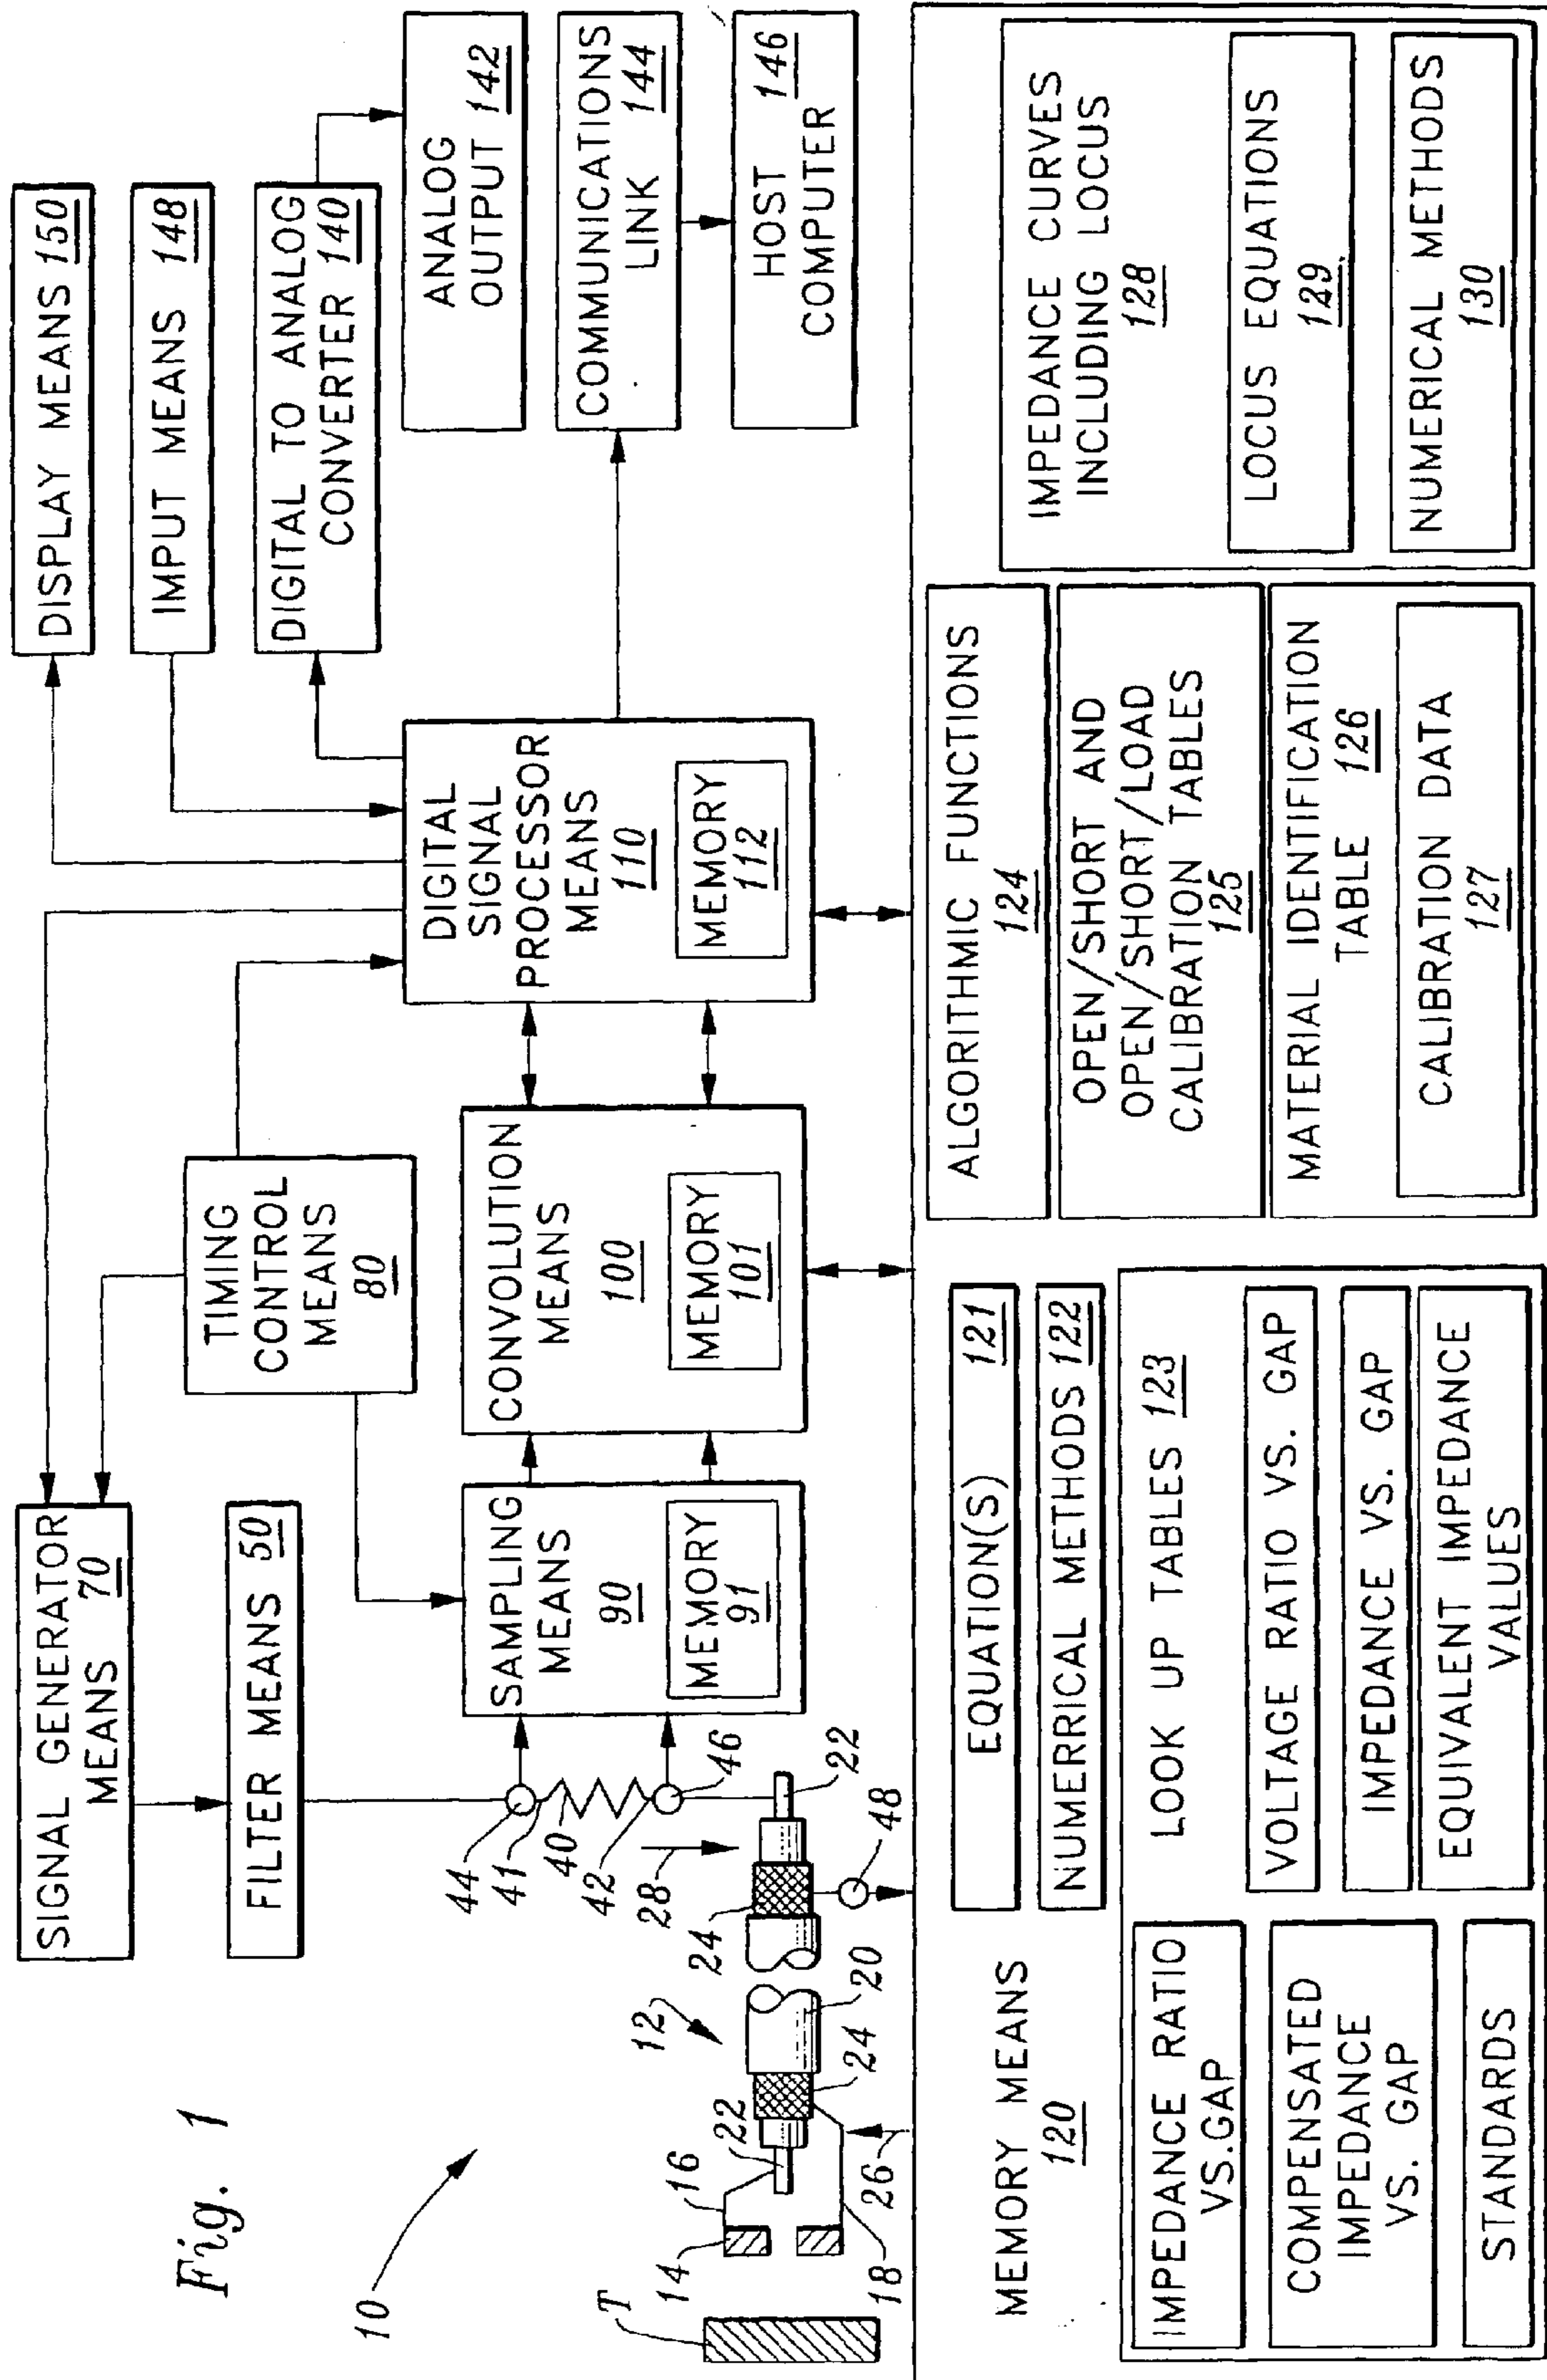 Fig. 1
10
SIGNAL GENERATOR
MEANS 70
FILTER MEANS 50
TIMING
CONTROL
MEANS
80
DISPLAY MEANS 150
IMPUT MEANS 148
DIGITAL TO ANALOG
CONVERTER 140
ANALOG
OUTPUT 142
COMMUNICATIONS
LINK 144
HOST 146
COMPUTER
SAMPLING
MEANS
90
MEMORY
91
CONVOLUTION
MEANS
100
MEMORY
101
DIGITAL
SIGNAL
PROCESSOR
MEANS
110
MEMORY
112
44
41
40
42
46
28
22
48
24
12
20
24
22
16
14
18
26
T
MEMORY MEANS
120
EQUATION(S) 121
NUMERRICAL METHODS 122
LOOK UP TABLES 123
IMPEDANCE RATIO
VS.GAP
VOLTAGE RATIO VS. GAP
COMPENSATED
IMPEDANCE
VS. GAP
IMPEDANCE VS. GAP
EQUIVALENT IMPEDANCE
VALUES
STANDARDS
ALGORITHMIC FUNCTIONS
124
OPEN/SHORT AND
OPEN/SHORT/LOAD
CALIBRATION TABLES
125
MATERIAL IDENTIFICATION
TABLE 126
CALIBRATION DATA
127
IMPEDANCE CURVES
INCLUDING LOCUS
128
LOCUS EQUATIONS
129
NUMERICAL METHODS
130